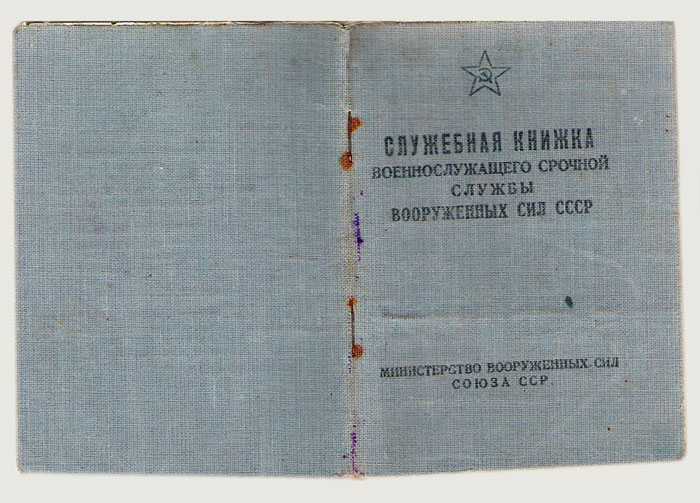 СЛУЖЕБНАЯ КНИЖКА
ВОЕННОСЛУЖАЩЕГО СРОЧНОЙ
СЛУЖБЫ
ВООРУЖЕННЫХ СИЛ СССР
МИНИСТЕРСТВО ВООРУЖЕННЫХ СИЛ
СОЮЗА ССР.